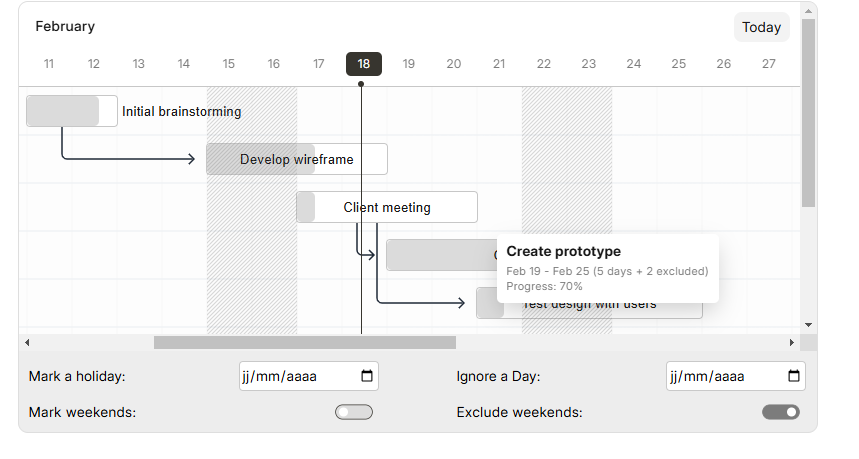 February
Today
11 12 13 14 15 16 17 18 19 20 21 22 23 24 25 26 27
Initial brainstorming
Develop wireframe
Client meeting
Create prototype
Feb 19 - Feb 25 (5 days + 2 excluded)
Progress: 70%
Test design with users
Mark a holiday: jj/mm/aaaa Ignore a Day: jj/mm/aaaa
Mark weekends: Exclude weekends: